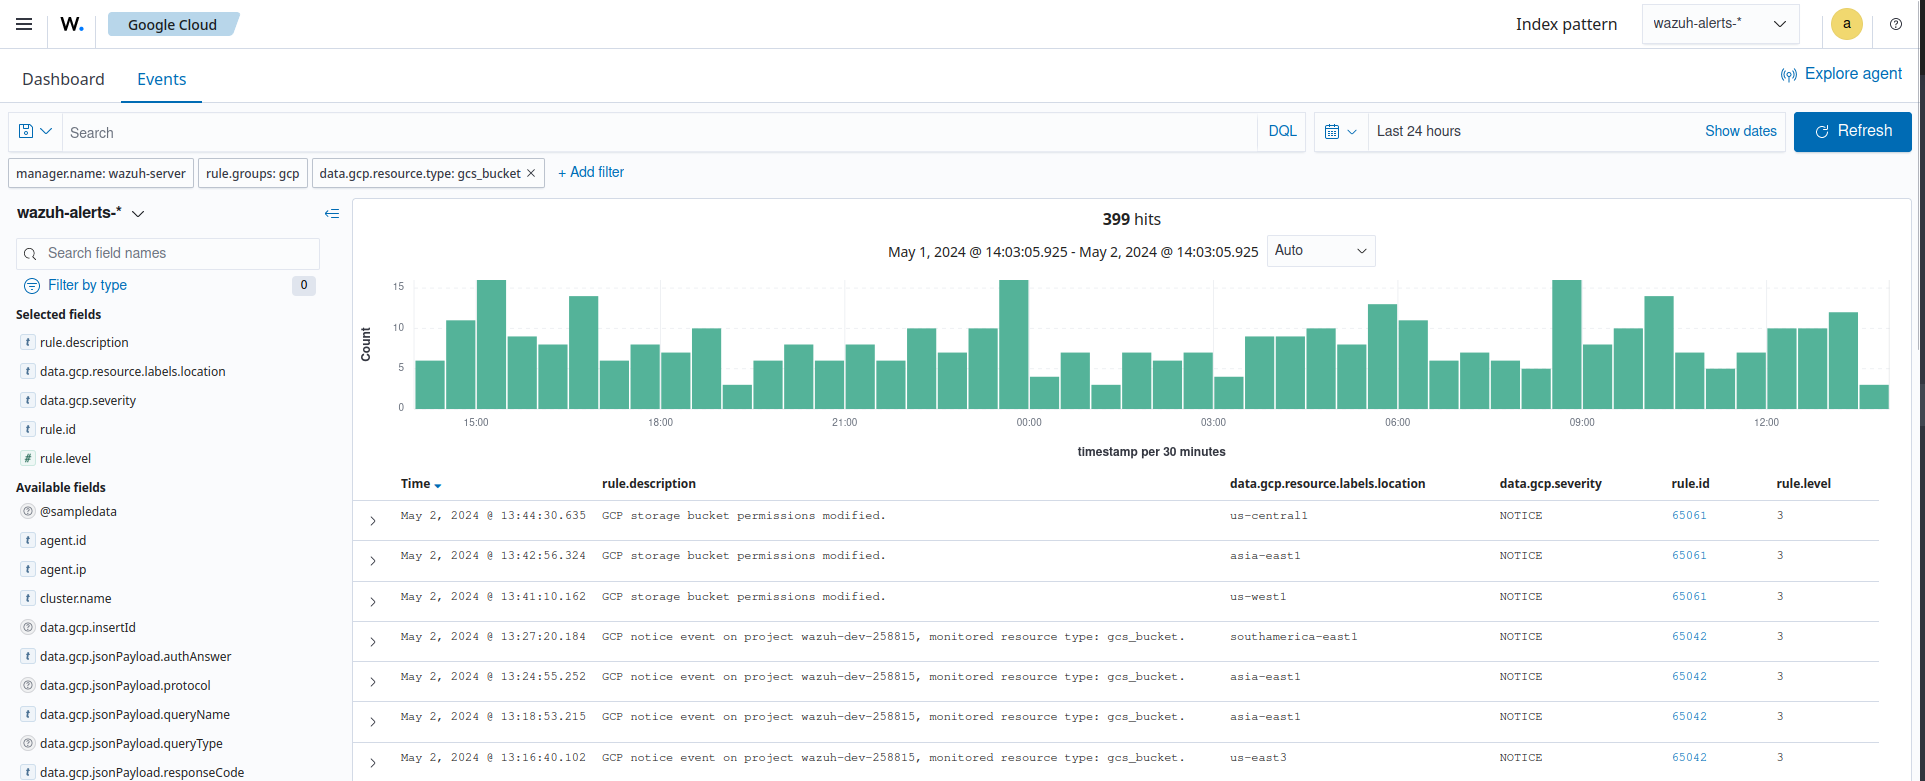 W. Google Cloud Index pattern wazuh-alerts-* a
Dashboard Events Explore agent
Search DQL Last 24 hours Show dates Refresh
manager.name: wazuh-server rule.groups: gcp data.gcp.resource.type: gcs_bucket × + Add filter
wazuh-alerts-*
Search field names
Filter by type 0
Selected fields
t rule.description
t data.gcp.resource.labels.location
t data.gcp.severity
t rule.id
# rule.level
Available fields
@sampledata
t agent.id
t agent.ip
t cluster.name
data.gcp.insertId
t data.gcp.jsonPayload.authAnswer
data.gcp.jsonPayload.protocol
t data.gcp.jsonPayload.queryName
data.gcp.jsonPayload.queryType
t data.gcp.jsonPayload.responseCode
399 hits
May 1, 2024 @ 14:03:05.925 - May 2, 2024 @ 14:03:05.925 Auto
Count
15
10
5
0
15:00 18:00 21:00 00:00 03:00 06:00 09:00 12:00
timestamp per 30 minutes
Time rule.description data.gcp.resource.labels.location data.gcp.severity rule.id rule.level
May 2, 2024 @ 13:44:30.635 GCP storage bucket permissions modified. us-central1 NOTICE 65061 3
May 2, 2024 @ 13:42:56.324 GCP storage bucket permissions modified. asia-east1 NOTICE 65061 3
May 2, 2024 @ 13:41:10.162 GCP storage bucket permissions modified. us-west1 NOTICE 65061 3
May 2, 2024 @ 13:27:20.184 GCP notice event on project wazuh-dev-258815, monitored resource type: gcs_bucket. southamerica-east1 NOTICE 65042 3
May 2, 2024 @ 13:24:55.252 GCP notice event on project wazuh-dev-258815, monitored resource type: gcs_bucket. asia-east1 NOTICE 65042 3
May 2, 2024 @ 13:18:53.215 GCP notice event on project wazuh-dev-258815, monitored resource type: gcs_bucket. asia-east1 NOTICE 65042 3
May 2, 2024 @ 13:16:40.102 GCP notice event on project wazuh-dev-258815, monitored resource type: gcs_bucket. us-east3 NOTICE 65042 3